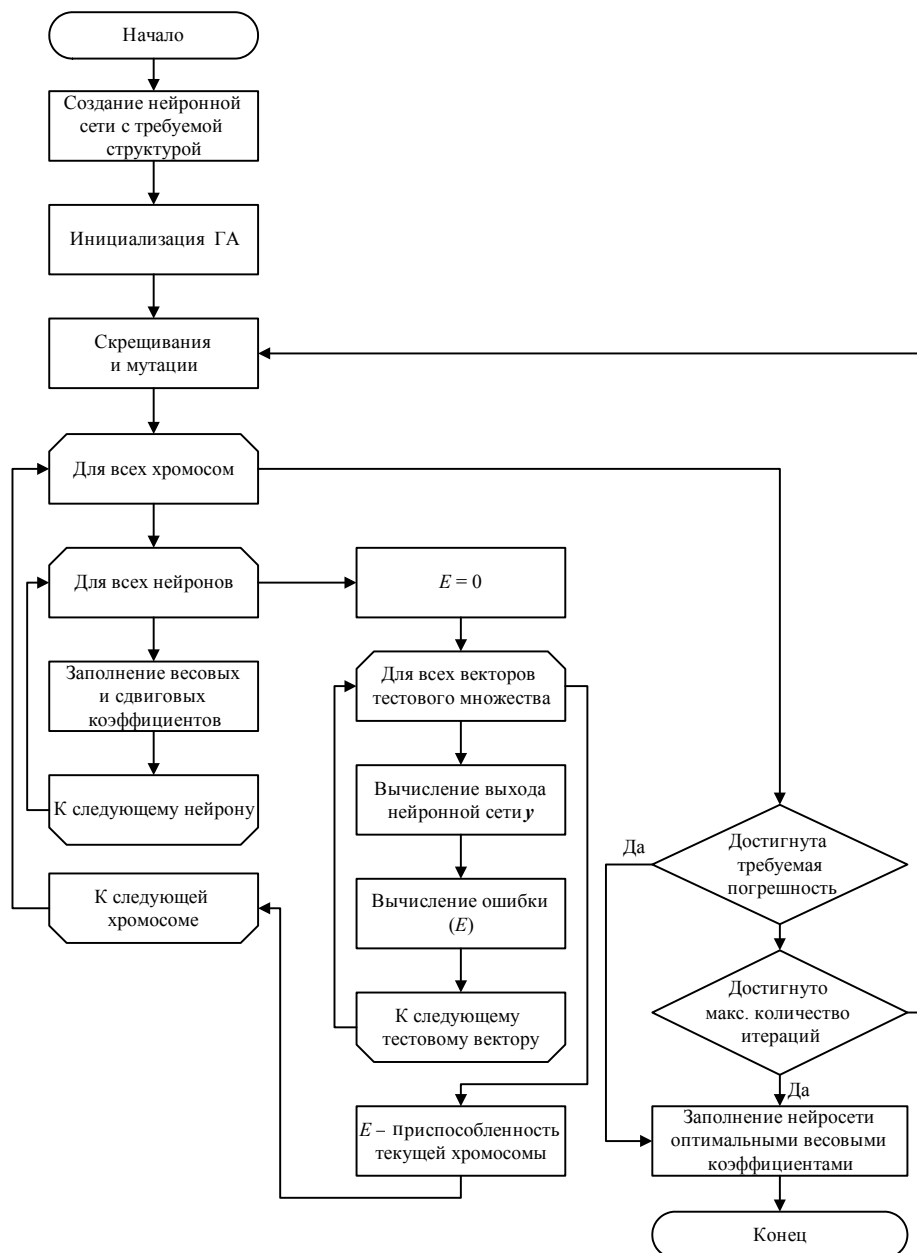 Начало
Создание нейронной
сети с требуемой
структурой
Инициализация ГА
Скрещивания
и мутации
Для всех хромосом
Для всех нейронов
Заполнение весовых
и сдвиговых
коэффициентов
К следующему нейрону
К следующей
хромосоме
E = 0
Для всех векторов
тестового множества
Вычисление выхода
нейронной сети y
Вычисление ошибки
(E)
К следующему
тестовому вектору
E – приспособленность
текущей хромосомы
Да
Достигнута
требуемая
погрешность
Достигнуто
макс. количество
итераций
Да
Заполнение нейросети
оптимальными весовыми
коэффициентами
Конец